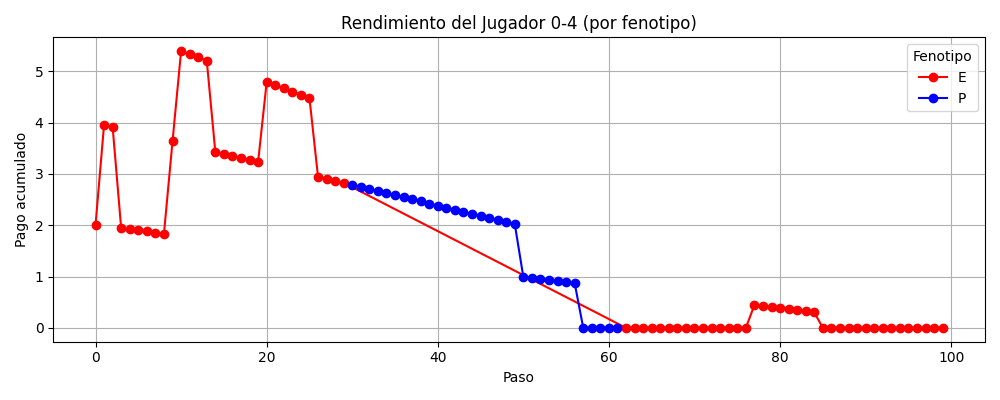 Rendimiento del Jugador 0-4 (por fenotipo)
Pago acumulado
5
4
3
2
1
0
Fenotipo
E
P
0 20 40 60 80 100
Paso